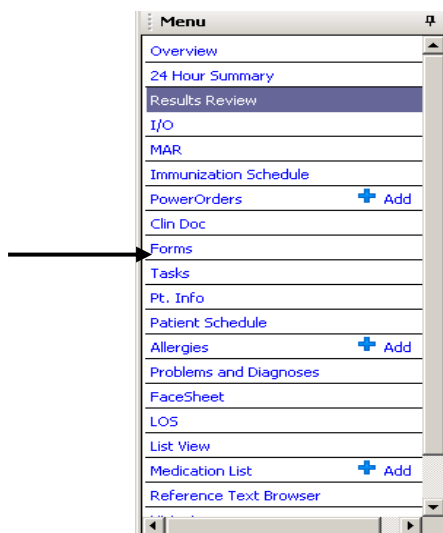 Menu
Overview
24 Hour Summary
Results Review
I/O
MAR
Immunization Schedule
PowerOrders Add
Clin Doc
Forms
Tasks
Pt. Info
Patient Schedule
Allergies Add
Problems and Diagnoses
FaceSheet
LOS
List View
Medication List Add
Reference Text Browser